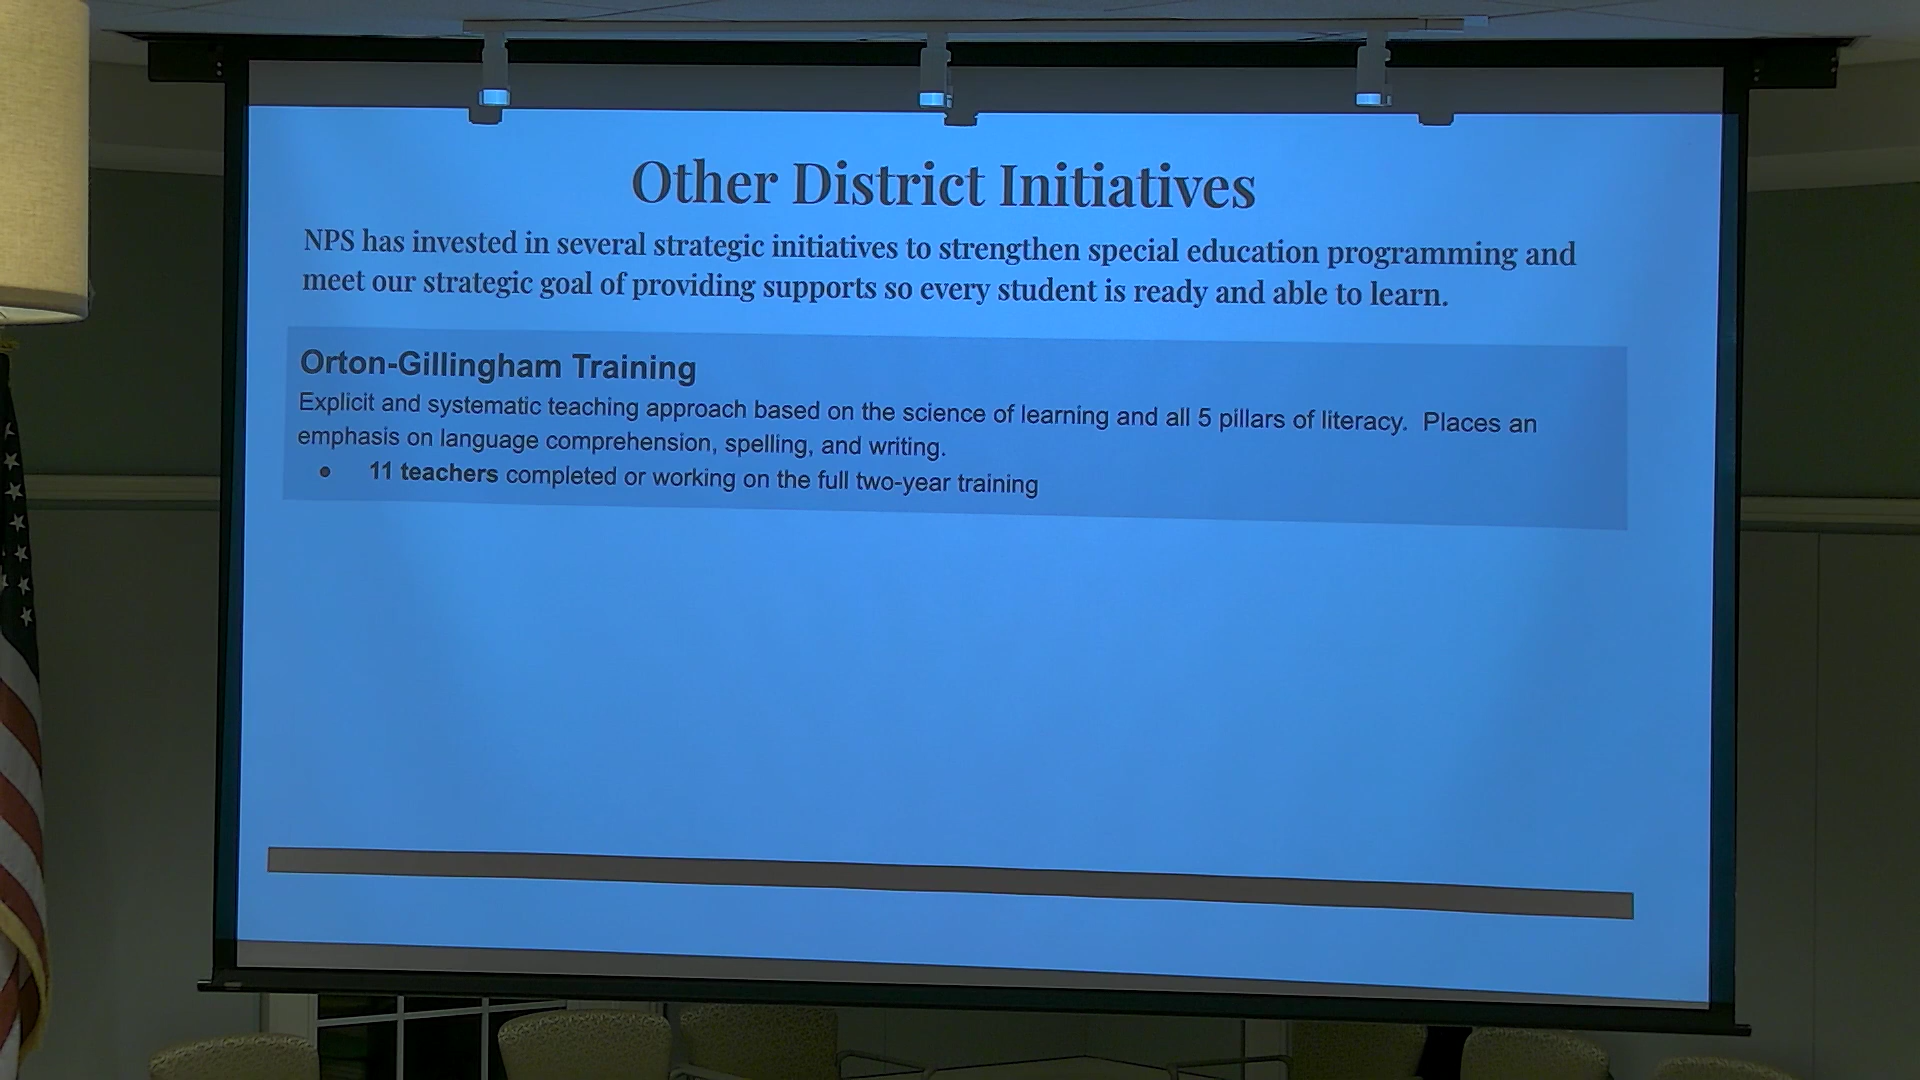 Other District Initiatives
NPS has invested in several strategic initiatives to strengthen special education programming and
meet our strategic goal of providing supports so every student is ready and able to learn.
Orton-Gillingham Training
Explicit and systematic teaching approach based on the science of learning and all 5 pillars of literacy.  Places an
emphasis on language comprehension, spelling, and writing.
● 11 teachers completed or working on the full two-year training